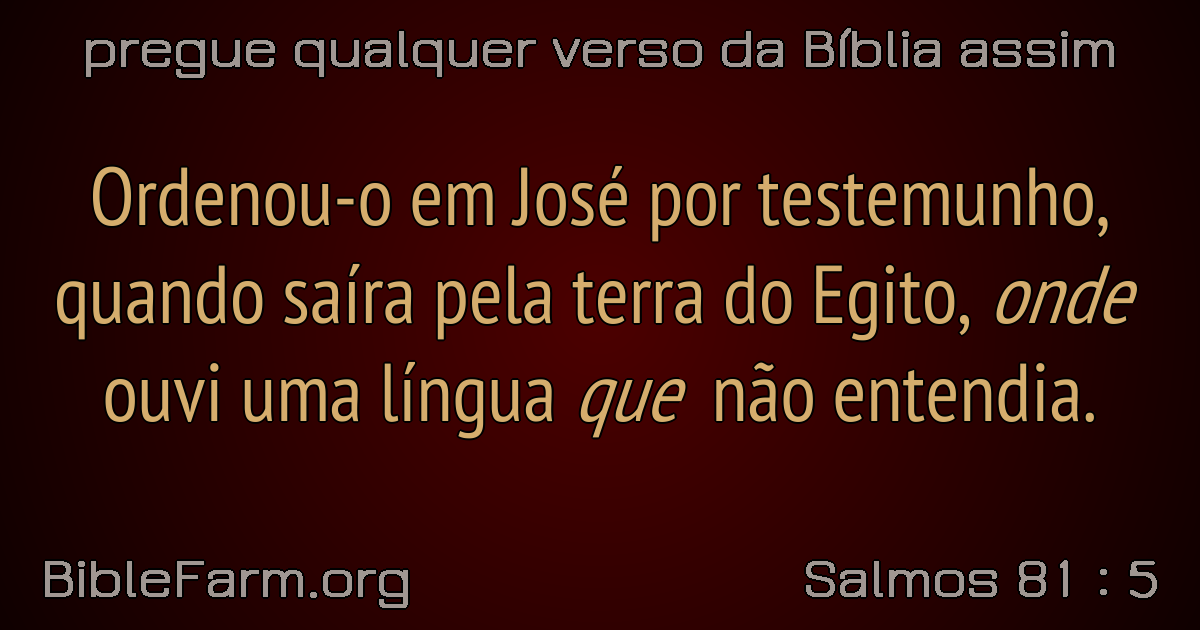 pregue qualquer verso da Bíblia assim
Ordenou-o em José por testemunho,
quando saíra pela terra do Egito, onde
ouvi uma língua que não entendia.
BibleFarm.org
Salmos 81 : 5